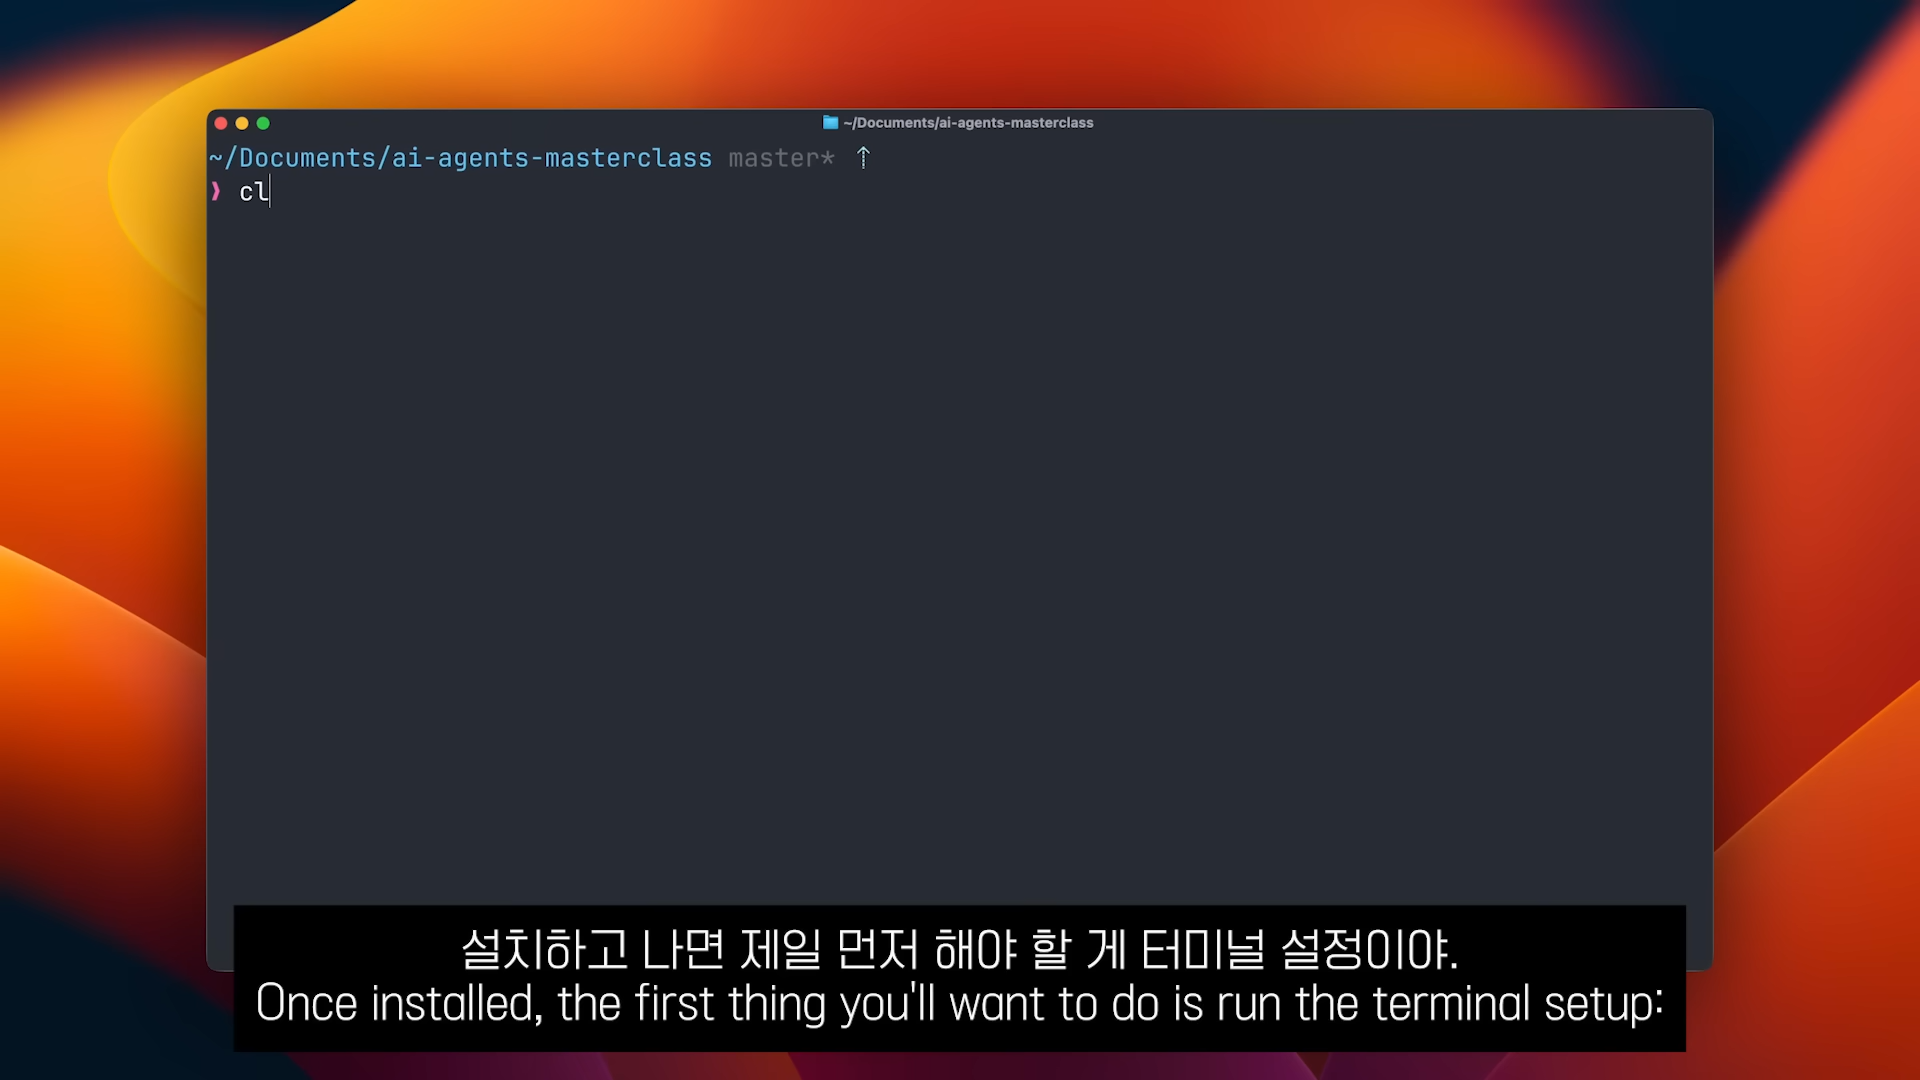 ~/Documents/ai-agents-masterclass
~/Documents/ai-agents-masterclass master* ↑
❯ cl
설치하고 나면 제일 먼저 해야 할 게 터미널 설정이야.
Once installed, the first thing you'll want to do is run the terminal setup: